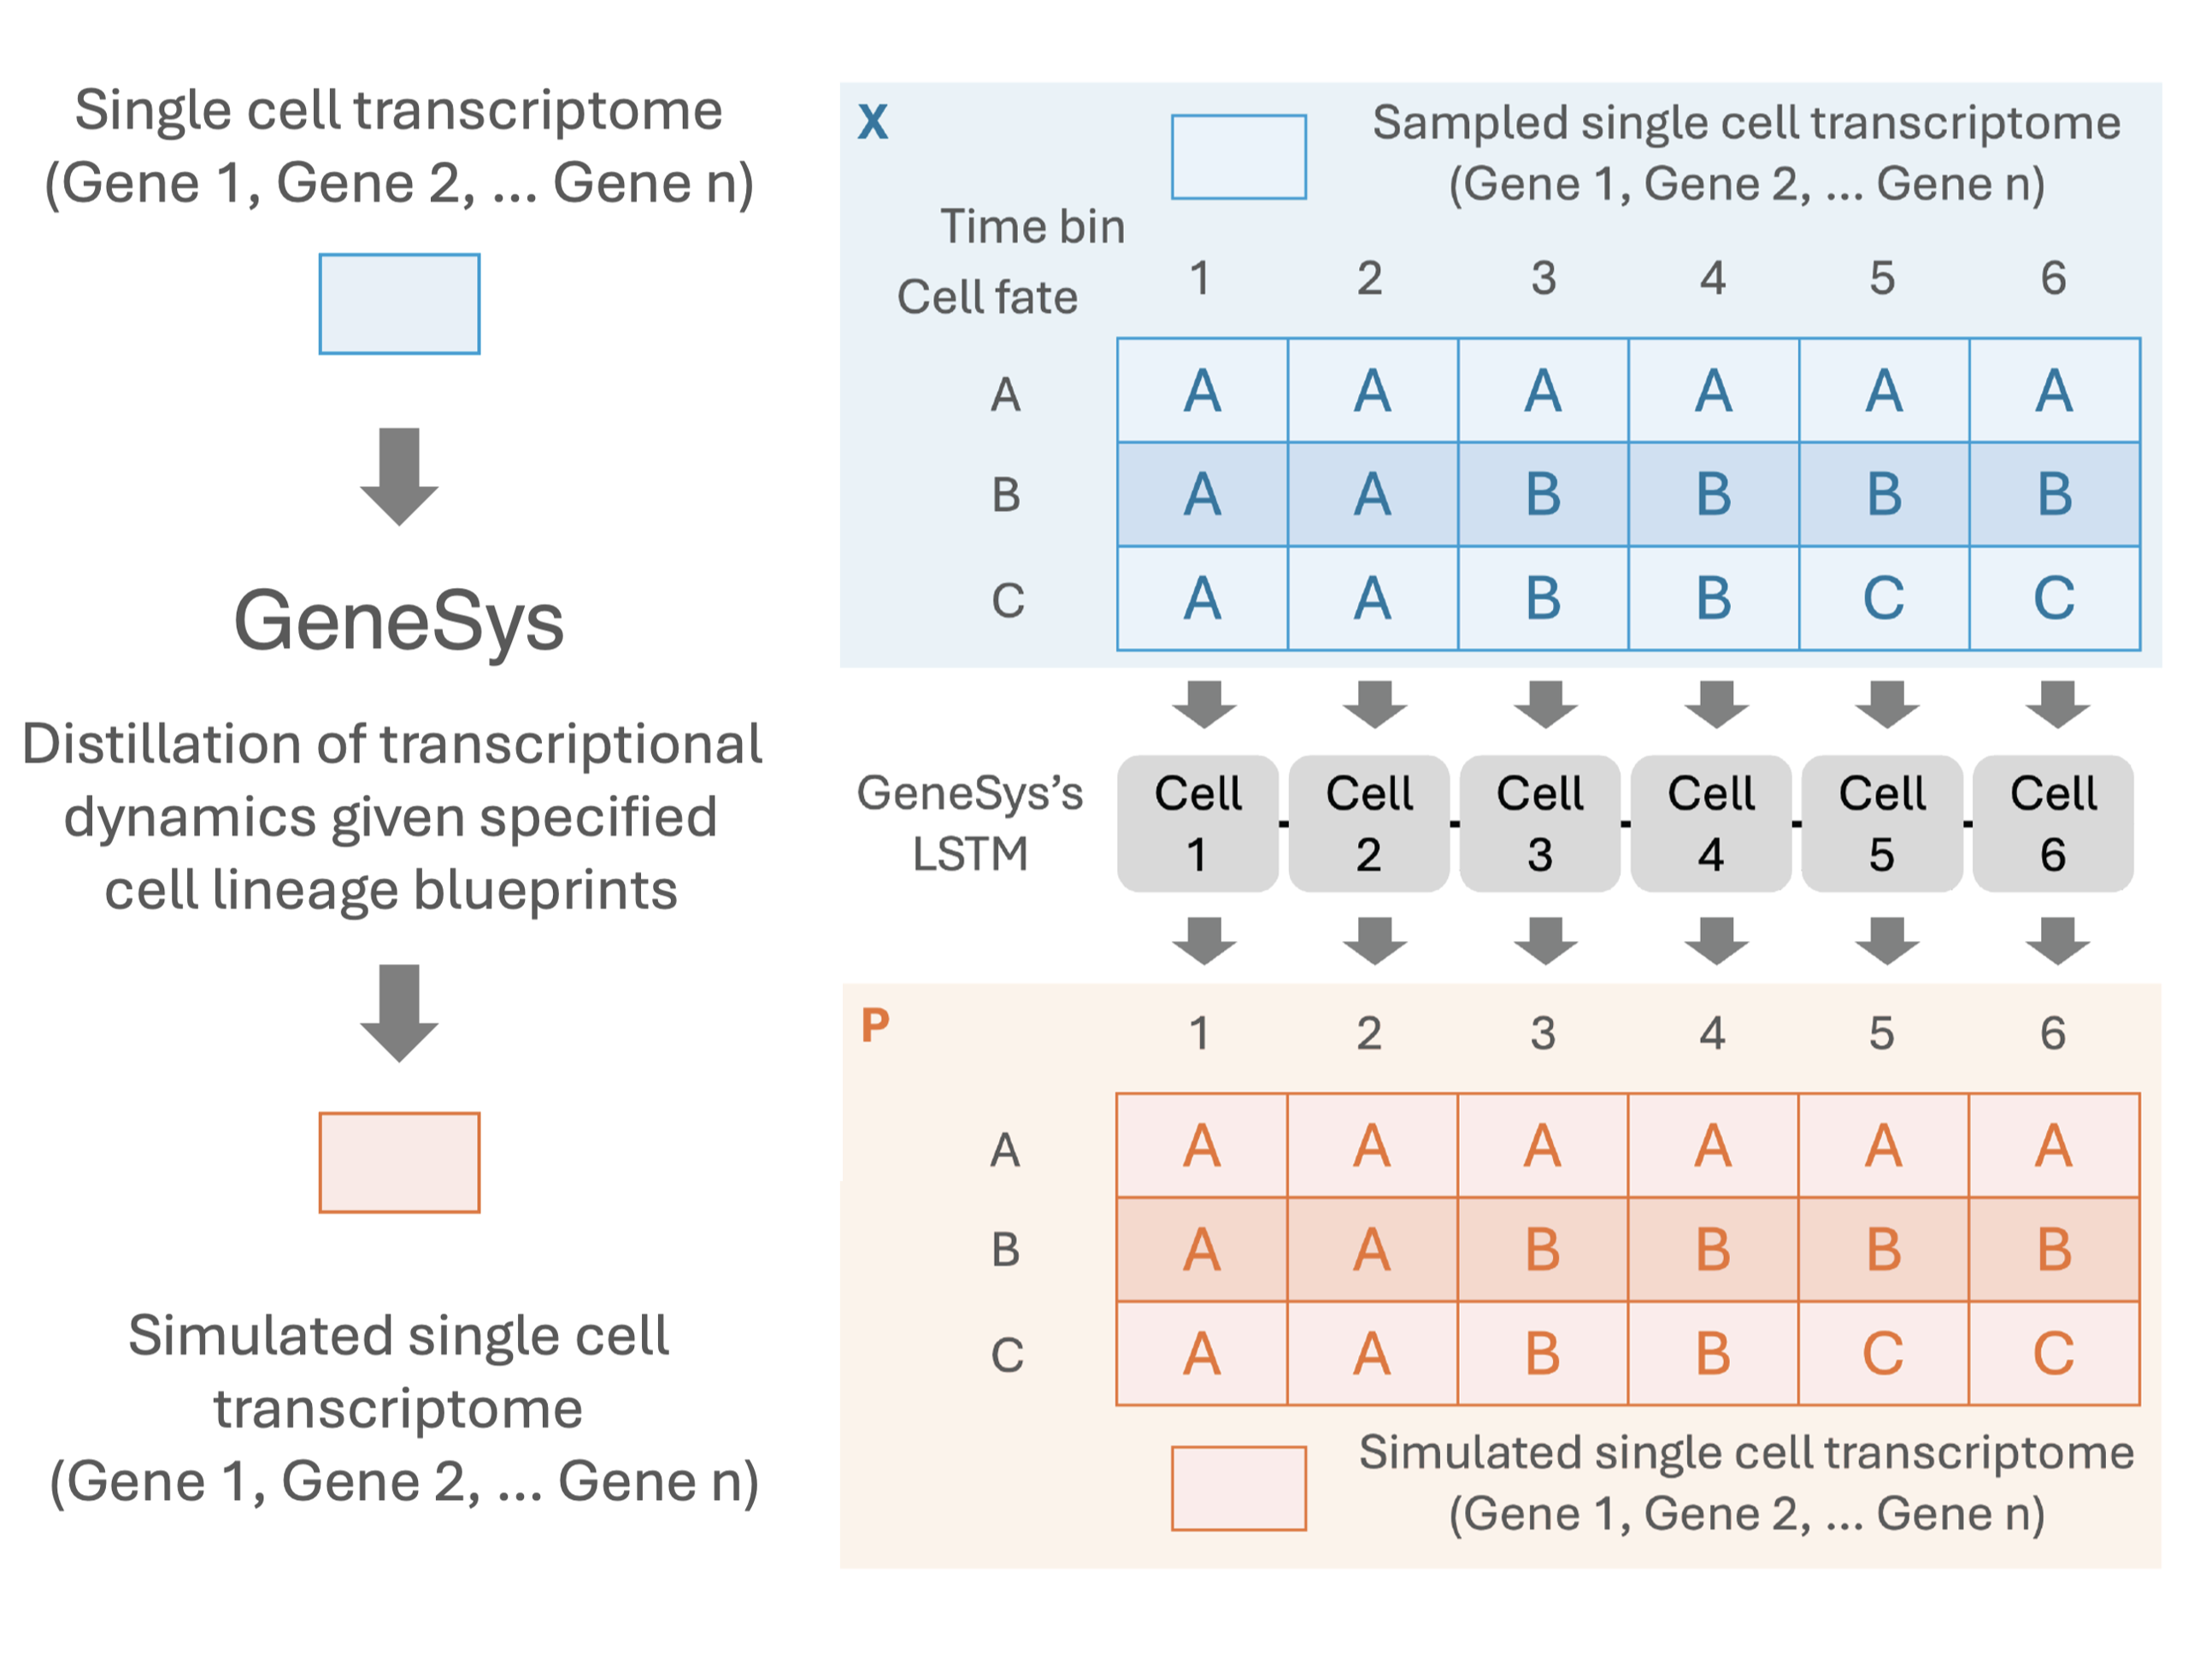 Single cell transcriptome
(Gene 1, Gene 2, ... Gene n)
GeneSys
Distillation of transcriptional
dynamics given specified
cell lineage blueprints
Simulated single cell
transcriptome
(Gene 1, Gene 2, ... Gene n)
X
Sampled single cell transcriptome
(Gene 1, Gene 2, ... Gene n)
Time bin
1 2 3 4 5 6
Cell fate
A A A A A A A
B A A B B B B
C A A B B C C
GeneSys's
LSTM
Cell
1
Cell
2
Cell
3
Cell
4
Cell
5
Cell
6
P
1 2 3 4 5 6
A A A A A A A
B A A B B B B
C A A B B C C
Simulated single cell transcriptome
(Gene 1, Gene 2, ... Gene n)